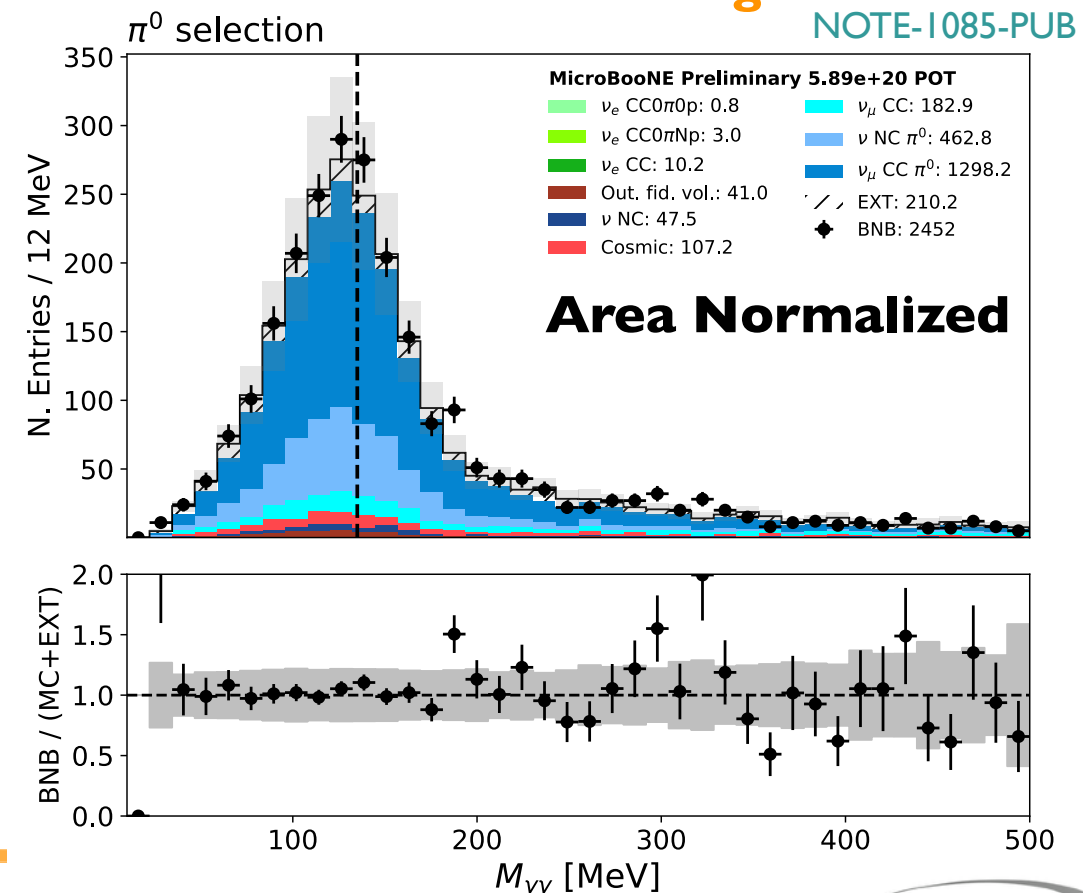 g
NOTE-1085-PUB
π⁰ selection
MicroBooNE Preliminary 5.89e+20 POT
νₑ CC0π0p: 0.8
νₑ CC0πNp: 3.0
νₑ CC: 10.2
Out. fid. vol.: 41.0
ν NC: 47.5
Cosmic: 107.2
ν_μ CC: 182.9
ν NC π⁰: 462.8
ν_μ CC π⁰: 1298.2
EXT: 210.2
BNB: 2452
Area Normalized
N. Entries / 12 MeV
350
300
250
200
150
100
50
BNB / (MC+EXT)
2.0
1.5
1.0
0.5
0.0
100
200
300
400
500
M_γγ [MeV]